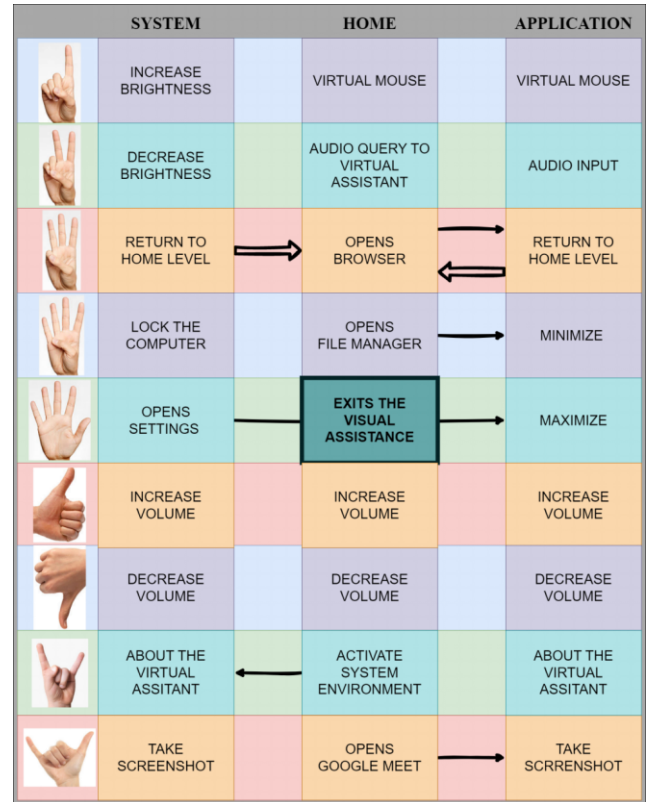 SYSTEM
HOME
APPLICATION
INCREASE
BRIGHTNESS
VIRTUAL MOUSE
VIRTUAL MOUSE
DECREASE
BRIGHTNESS
AUDIO QUERY TO
VIRTUAL
ASSISTANT
AUDIO INPUT
RETURN TO
HOME LEVEL
OPENS
BROWSER
RETURN TO
HOME LEVEL
LOCK THE
COMPUTER
OPENS
FILE MANAGER
MINIMIZE
OPENS
SETTINGS
EXITS THE
VISUAL
ASSISTANCE
MAXIMIZE
INCREASE
VOLUME
INCREASE
VOLUME
INCREASE
VOLUME
DECREASE
VOLUME
DECREASE
VOLUME
DECREASE
VOLUME
ABOUT THE
VIRTUAL
ASSITANT
ACTIVATE
SYSTEM
ENVIRONMENT
ABOUT THE
VIRTUAL
ASSITANT
TAKE
SCREENSHOT
OPENS
GOOGLE MEET
TAKE
SCRRENSHOT